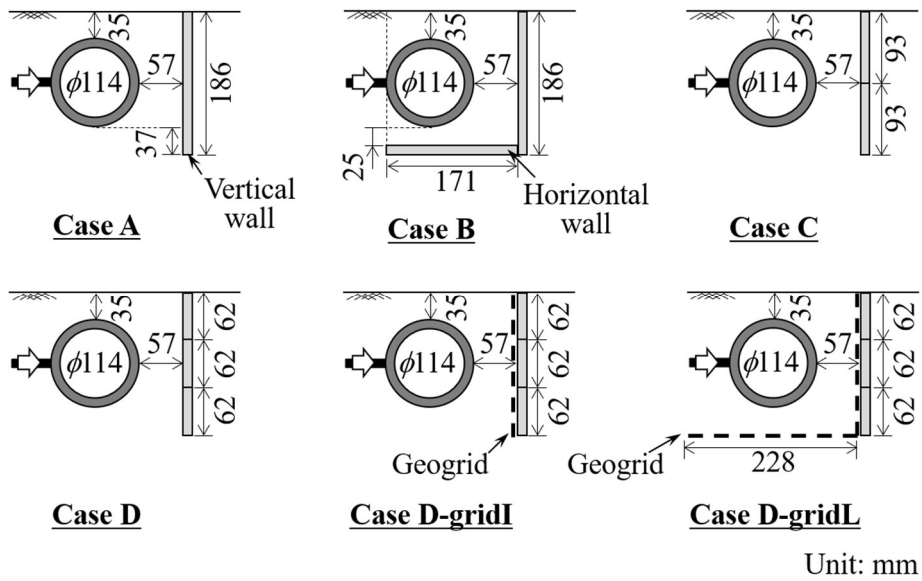 35
ϕ114
57
186
37
Vertical
wall
Case A
35
ϕ114
57
186
25
171
Horizontal
wall
Case B
35
ϕ114
57
93
93
Case C
35
ϕ114
57
62
62
62
Case D
35
ϕ114
57
62
62
62
Geogrid
Case D-gridI
35
ϕ114
57
62
62
62
Geogrid
228
Case D-gridL
Unit: mm